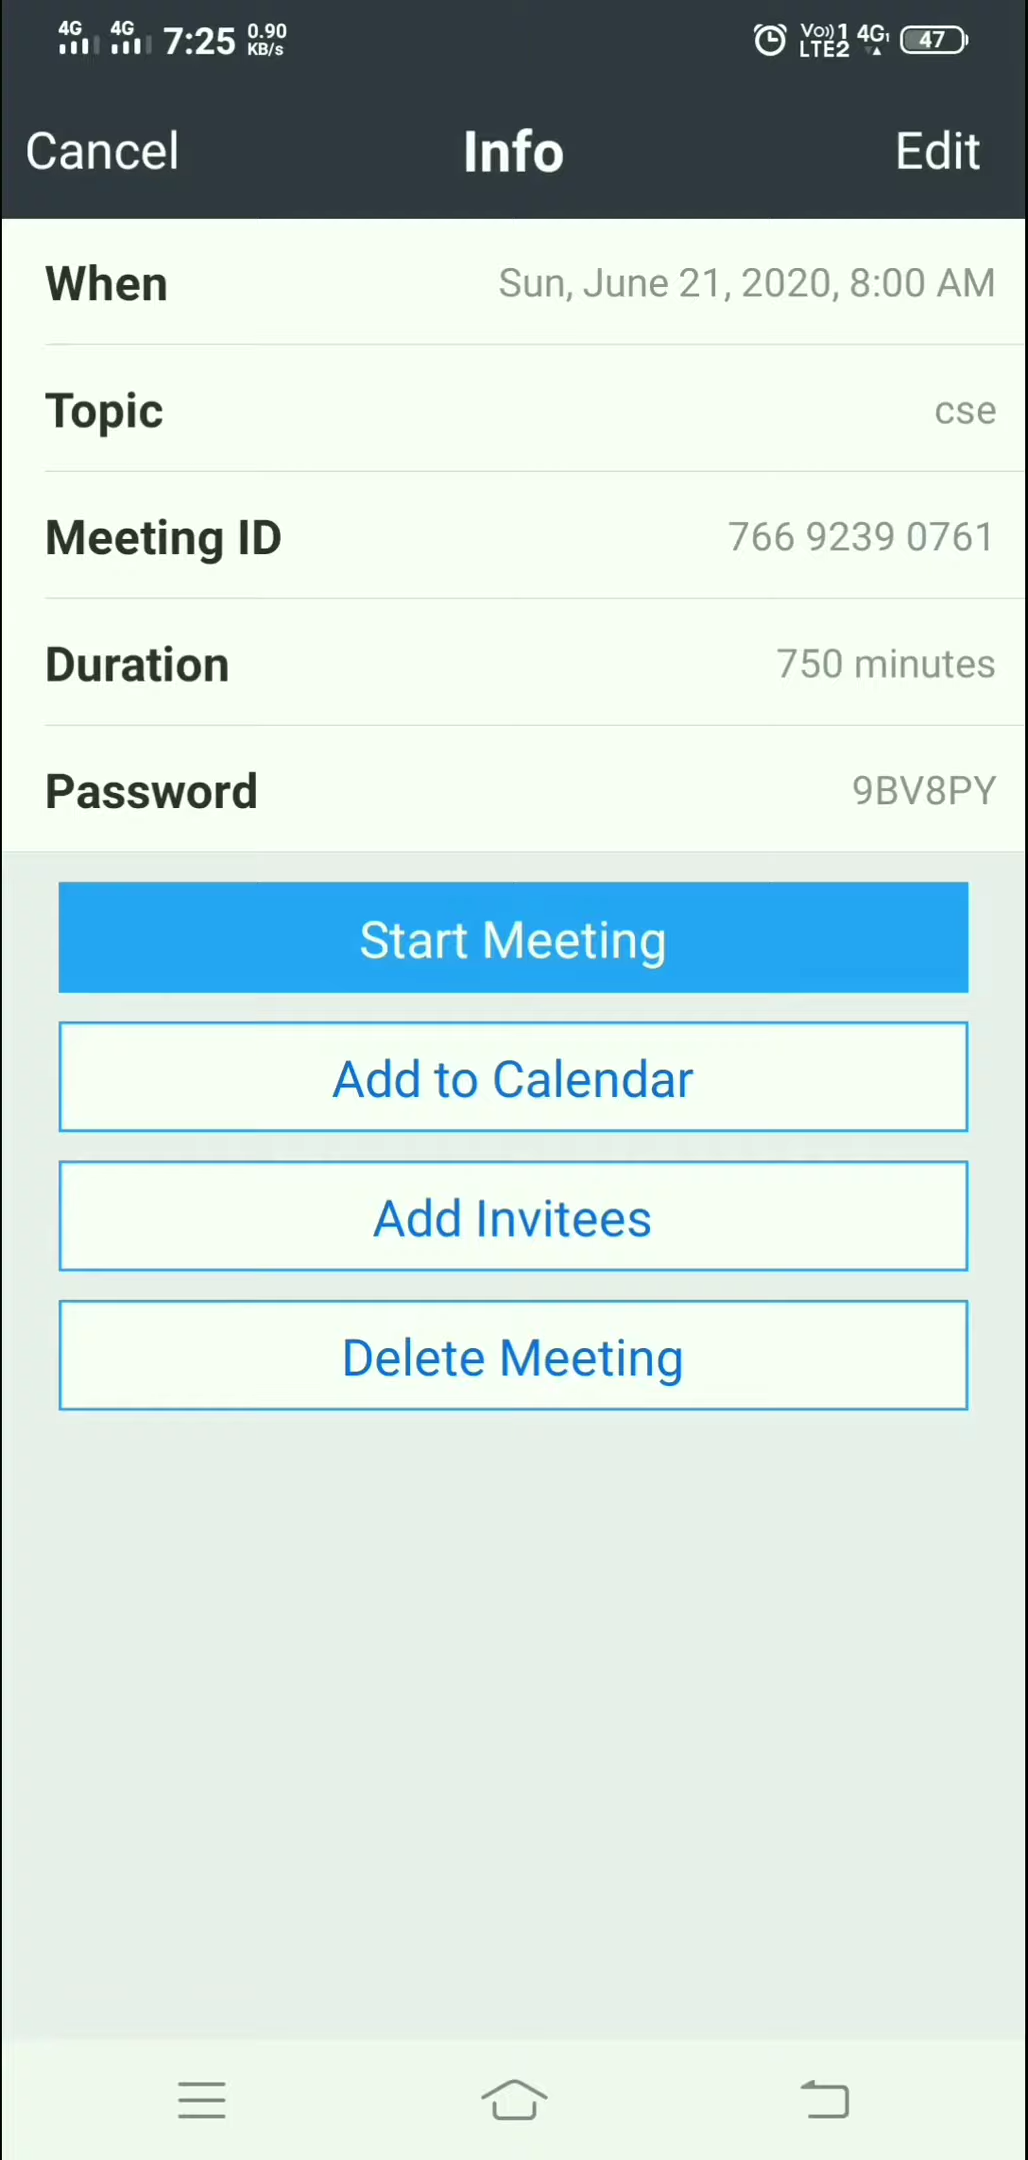 4G 4G 7:25 0.90 KB/s Vo)) 1 LTE2 4G1 47
Cancel Info Edit
When Sun, June 21, 2020, 8:00 AM
Topic cse
Meeting ID 766 9239 0761
Duration 750 minutes
Password 9BV8PY
Start Meeting
Add to Calendar
Add Invitees
Delete Meeting